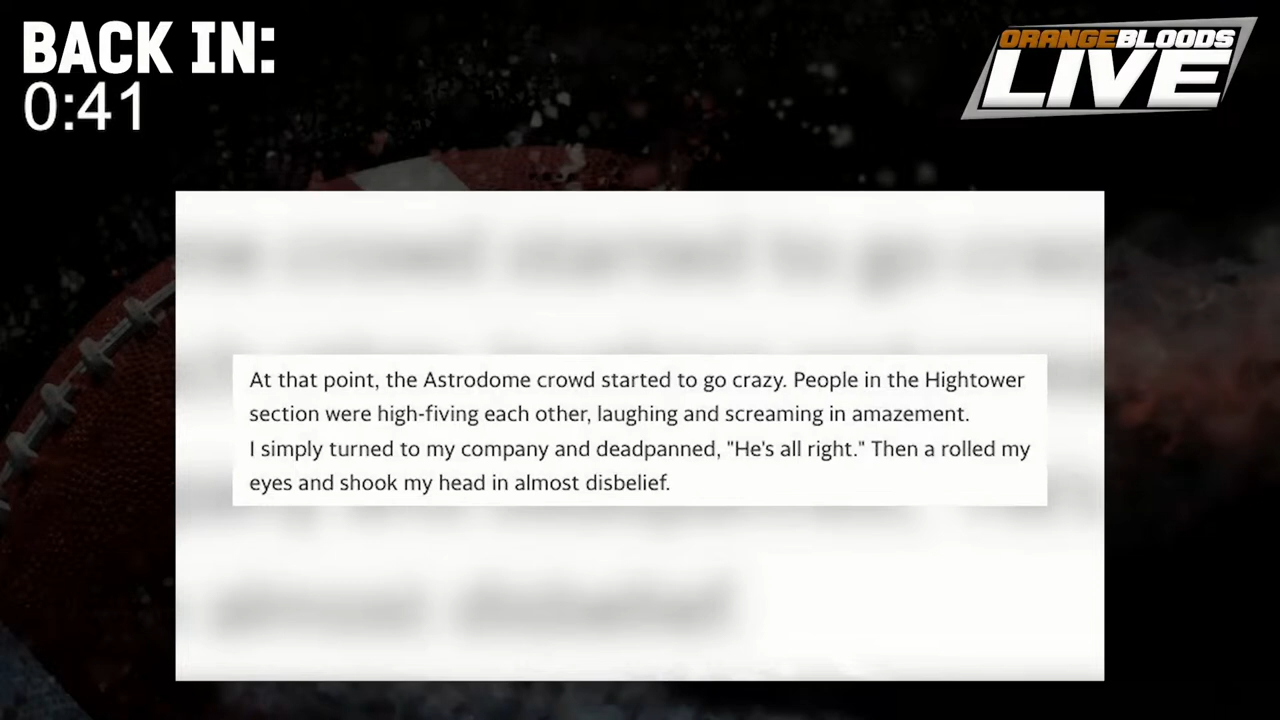 BACK IN:
0:41
ORANGEBLOODS
LIVE
At that point, the Astrodome crowd started to go crazy. People in the Hightower
section were high-fiving each other, laughing and screaming in amazement.
I simply turned to my company and deadpanned, "He's all right." Then a rolled my
eyes and shook my head in almost disbelief.